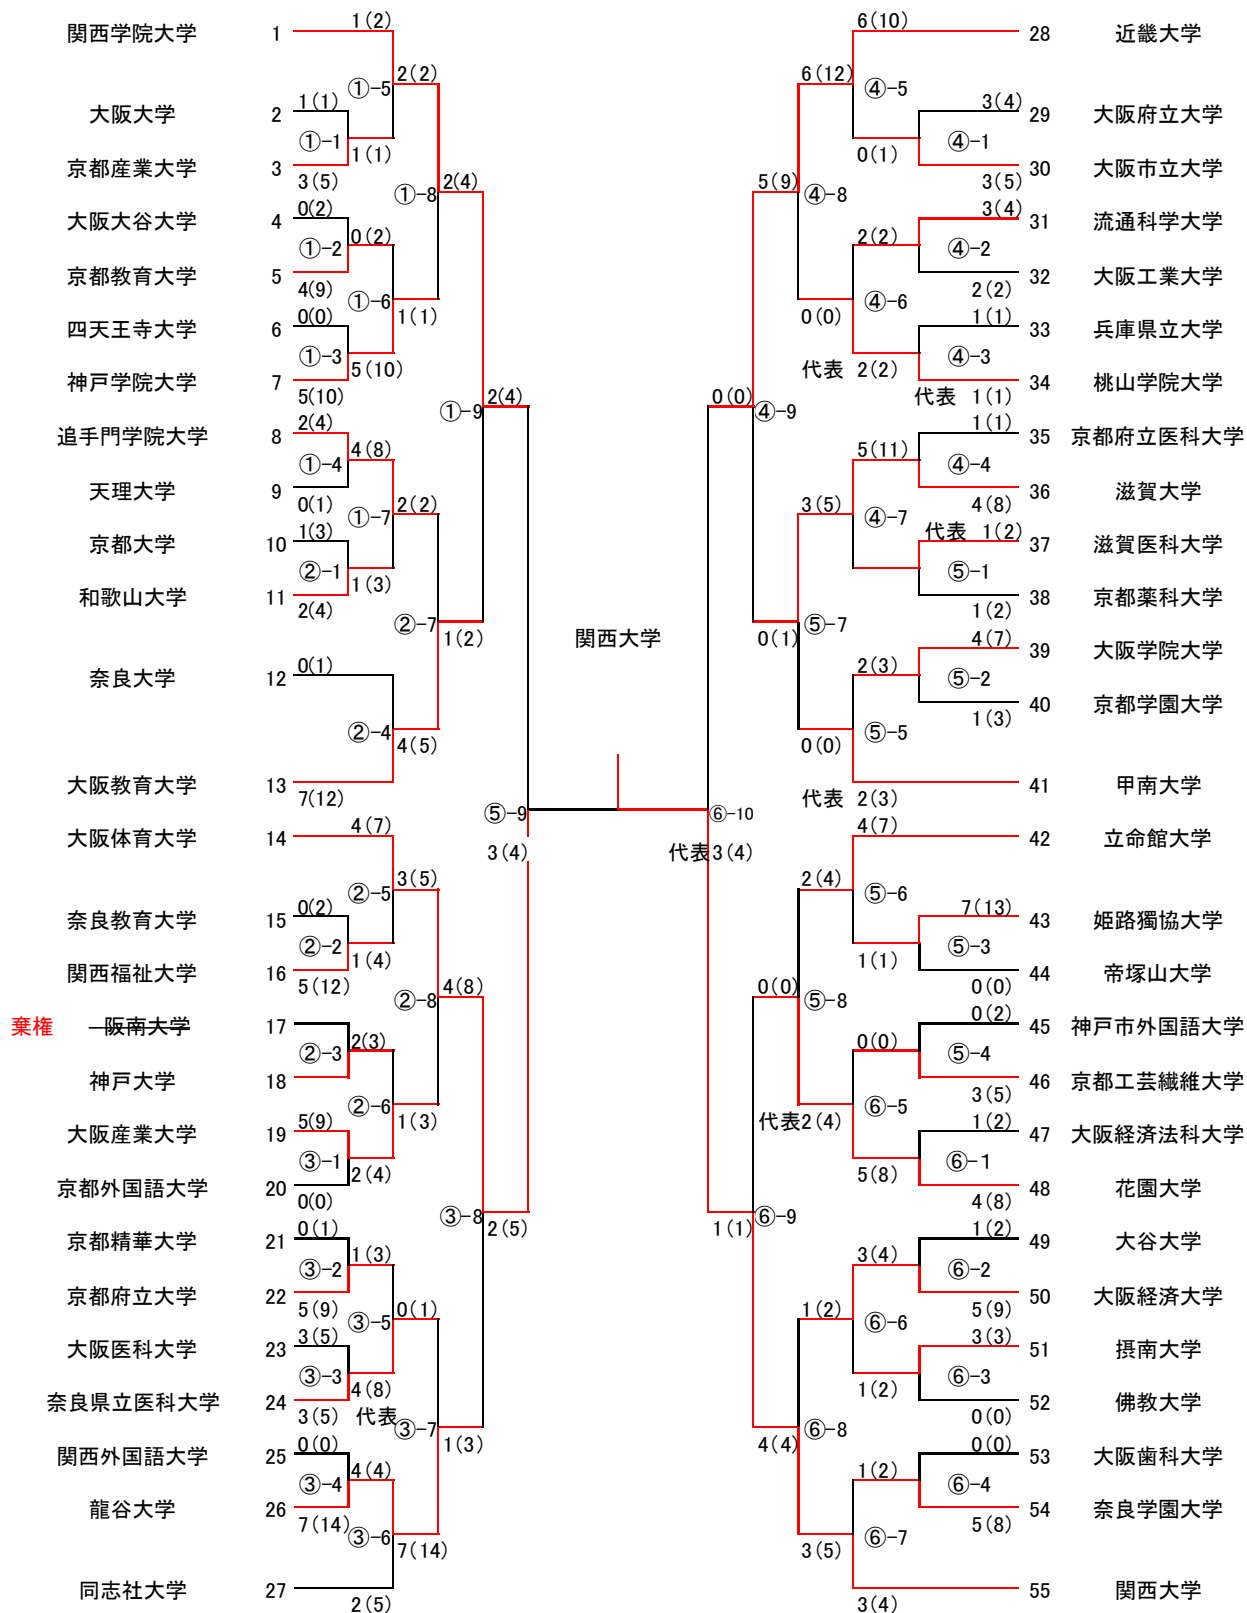 関西学院大学 1 1(2)
①-5 2(2)
大阪大学 2 1(1)
①-1
京都産業大学 3 3(5) 1(1)
①-8 2(4)
大阪大谷大学 4 0(2)
①-2 0(2)
京都教育大学 5 4(9)
①-6 1(1)
四天王寺大学 6 0(0)
①-3
神戸学院大学 7 5(10) 5(10)
①-9 2(4)
追手門学院大学 8 2(4)
①-4 4(8)
天理大学 9 0(1)
①-7 2(2)
京都大学 10 1(3)
②-1 1(3)
和歌山大学 11 2(4)
②-7 1(2)
奈良大学 12 0(1)
②-4 4(5)
大阪教育大学 13 7(12)
⑤-9 3(4)
大阪体育大学 14 4(7)
②-5 3(5)
奈良教育大学 15 0(2)
②-2 1(4)
関西福祉大学 16 5(12)
②-8 4(8)
棄権 阪南大学 17
②-3 2(3)
神戸大学 18
②-6 1(3)
大阪産業大学 19 5(9)
③-1 2(4)
京都外国語大学 20 0(0)
③-8 2(5)
京都精華大学 21 0(1)
③-2 1(3)
京都府立大学 22 5(9)
③-5 0(1)
大阪医科大学 23 3(5)
③-3 4(8)
奈良県立医科大学 24 3(5) 代表
③-7 1(3)
関西外国語大学 25 0(0)
③-4 4(4)
龍谷大学 26 7(14)
③-6 7(14)
同志社大学 27 2(5)
関西大学
6(10) 28 近畿大学
6(12) ④-5
3(4) 29 大阪府立大学
④-1
0(1) 3(5) 30 大阪市立大学
5(9) ④-8
3(4) 31 流通科学大学
2(2) ④-2
2(2) 32 大阪工業大学
0(0) ④-6
1(1) 33 兵庫県立大学
④-3
代表 2(2) 代表 1(1) 34 桃山学院大学
0(0) ④-9
1(1) 35 京都府立医科大学
5(11) ④-4
4(8) 36 滋賀大学
3(5) ④-7
代表 1(2) 37 滋賀医科大学
⑤-1
1(2) 38 京都薬科大学
0(1) ⑤-7
4(7) 39 大阪学院大学
2(3) ⑤-2
1(3) 40 京都学園大学
0(0) ⑤-5
代表 2(3) 41 甲南大学
⑥-10
代表3(4)
4(7) 42 立命館大学
2(4) ⑤-6
7(13) 43 姫路獨協大学
1(1) ⑤-3
0(0) 44 帝塚山大学
0(0) ⑤-8
0(2) 45 神戸市外国語大学
0(0) ⑤-4
3(5) 46 京都工芸繊維大学
代表2(4) ⑥-5
1(2) 47 大阪経済法科大学
5(8) ⑥-1
4(8) 48 花園大学
1(1) ⑥-9
1(2) 49 大谷大学
3(4) ⑥-2
5(9) 50 大阪経済大学
1(2) ⑥-6
3(3) 51 摂南大学
1(2) ⑥-3
0(0) 52 佛教大学
4(4) ⑥-8
0(0) 53 大阪歯科大学
1(2) ⑥-4
5(8) 54 奈良学園大学
3(5) ⑥-7
3(4) 55 関西大学